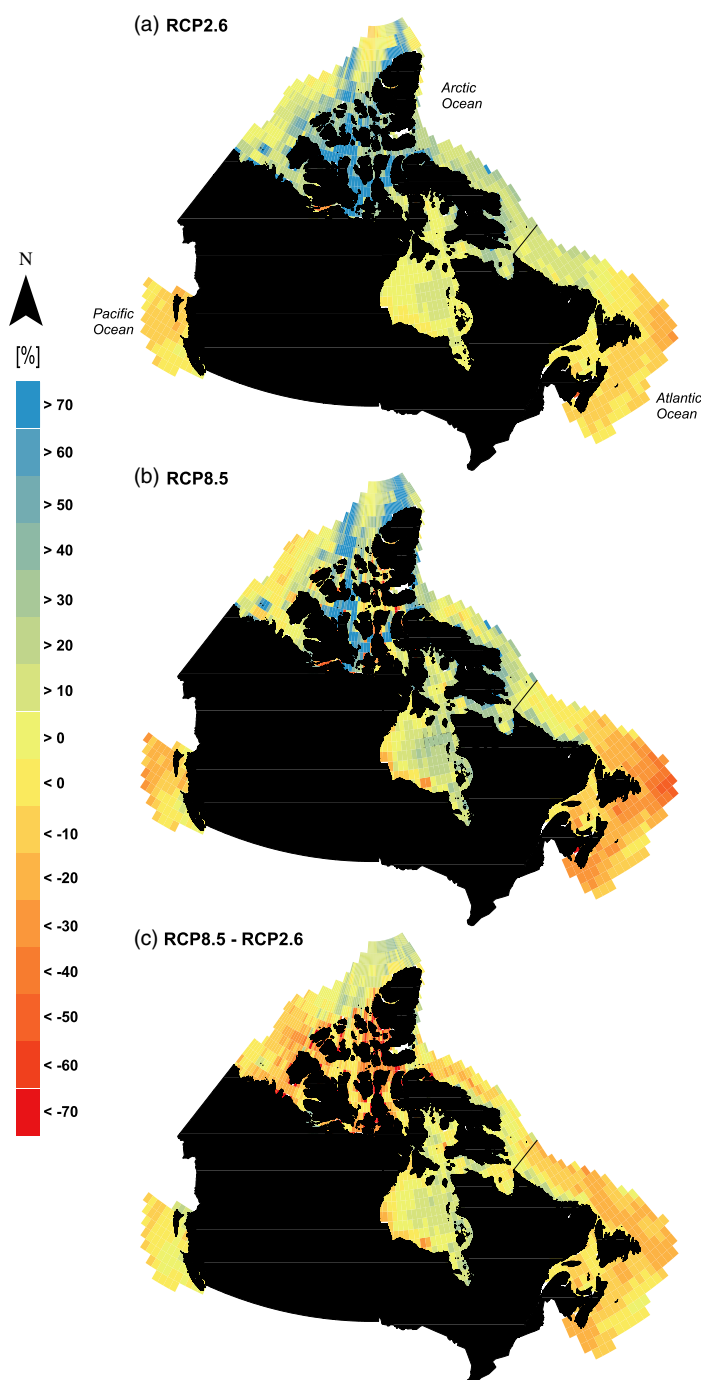 (a) RCP2.6
Arctic
Ocean
N
Pacific
Ocean
[%]
> 70
Atlantic
Ocean
> 60
(b) RCP8.5
> 50
> 40
> 30
> 20
> 10
> 0
< 0
< -10
< -20
< -30
(c) RCP8.5 - RCP2.6
< -40
< -50
< -60
< -70